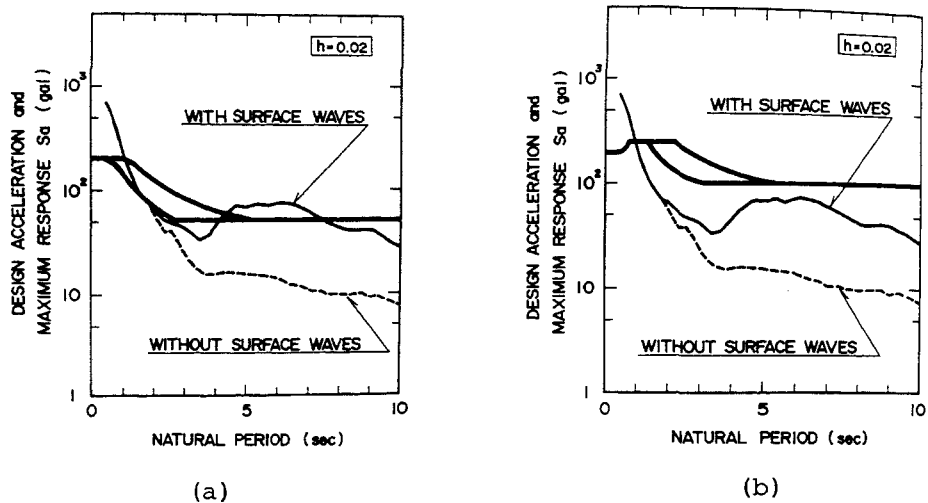 DESIGN ACCELERATION and
MAXIMUM RESPONSE Sa (gal)
10³
10²
10
1
h=0.02
WITH SURFACE WAVES
WITHOUT SURFACE WAVES
0 5 10
NATURAL PERIOD (sec)
(a)
DESIGN ACCELERATION and
MAXIMUM RESPONSE Sa (gal)
10³
10²
10
1
h=0.02
WITH SURFACE WAVES
WITHOUT SURFACE WAVES
0 5 10
NATURAL PERIOD (sec)
(b)